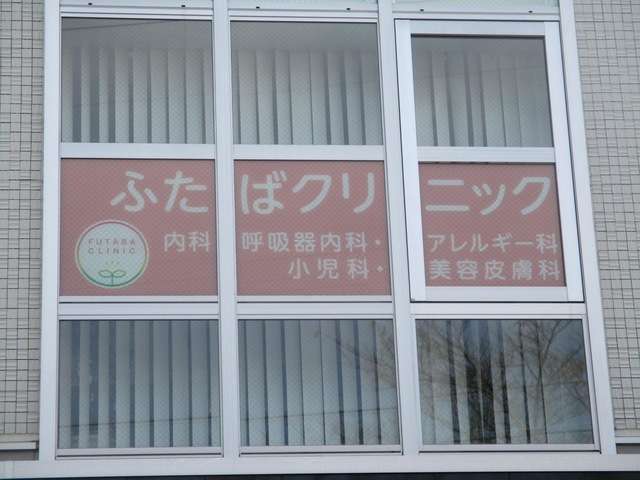 ふたばクリニック
FUTABA
CLINIC
内科 呼吸器内科・アレルギー科
小児科・美容皮膚科